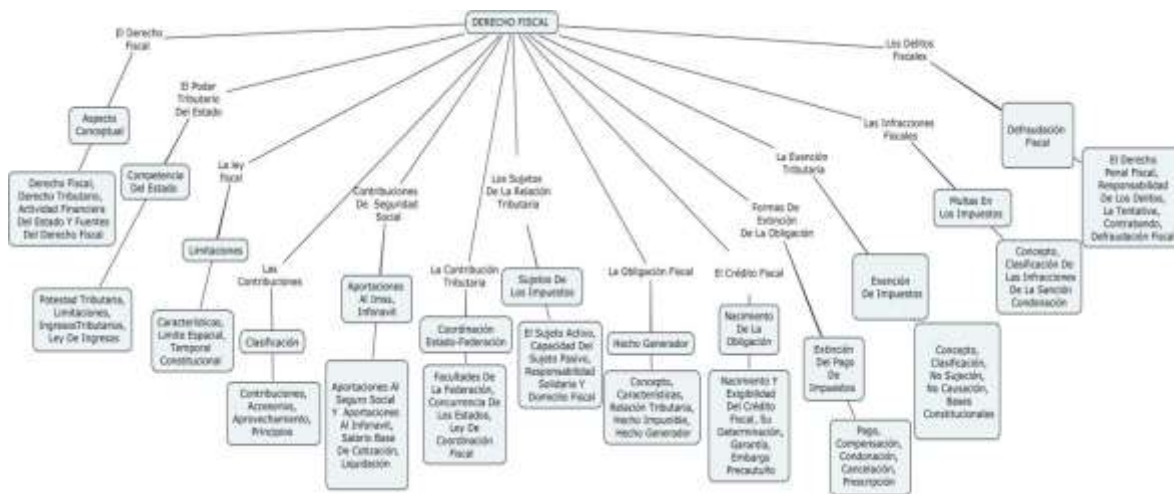 DERECHO FISCAL
El Derecho
Fiscal
Aspecto
Conceptual
Derecho Fiscal,
Derecho Tributario,
Actividad Financiera
Del Estado Y Fuentes
Del Derecho Fiscal
El Poder
Tributario
Del Estado
Competencia
Del Estado
Potestad Tributaria,
Limitaciones,
IngresosTributarios,
Ley De Ingresos
La ley
fiscal
Limitaciones
Características,
Limite Espacial,
Temporal
Constitucional
Las
Contribuciones
Clasificación
Contribuciones,
Accesorios,
Aprovechamiento,
Principios
Contribuciones
De Seguridad
Social
Aportaciones
Al Imss,
Infonavit
Aportaciones Al
Seguro Social
Y Aportaciones
Al Infonavit,
Salario Base
De Cotización,
Liquidación
La Contribución
Tributaria
Coordinación
Estado-Federación
Facultades De
La Federación,
Concurrencia De
Los Estados,
Ley De
Coordinación
Fiscal
Los Sujetos
De La Relación
Tributaria
Sujetos De
Los Impuestos
El Sujeto Activo,
Capacidad Del
Sujeto Pasivo,
Responsabilidad
Solidaria Y
Domicilio Fiscal
La Obligación Fiscal
Hecho Generador
Concepto,
Características,
Relación Tributaria,
Hecho Imponible,
Hecho Generador
El Crédito Fiscal
Nacimiento
De La
Obligación
Nacimiento Y
Exigibilidad
Del Crédito
Fiscal, Su
Determinación,
Garantía,
Embargo
Formas De
Extinción
De La Obligación
Extinción
Del Pago
De
Impuestos
Pago,
Compensación,
Condonación,
Cancelación,
Prescripción
La Exención
Tributaria
Exención
De Impuestos
Concepto,
Clasificación,
No Sujeción,
No Causación,
Bases
Constitucionales
Las Infracciones
Fiscales
Multas En
Los Impuestos
Concepto,
Clasificación De
Las Infracciones
De La Sanción
Condonación
Los Delitos
Fiscales
Defraudación
Fiscal
El Derecho
Penal Fiscal,
Responsabilidad
De Los Delitos,
La Tentativa,
Contrabando,
Defraudación Fiscal